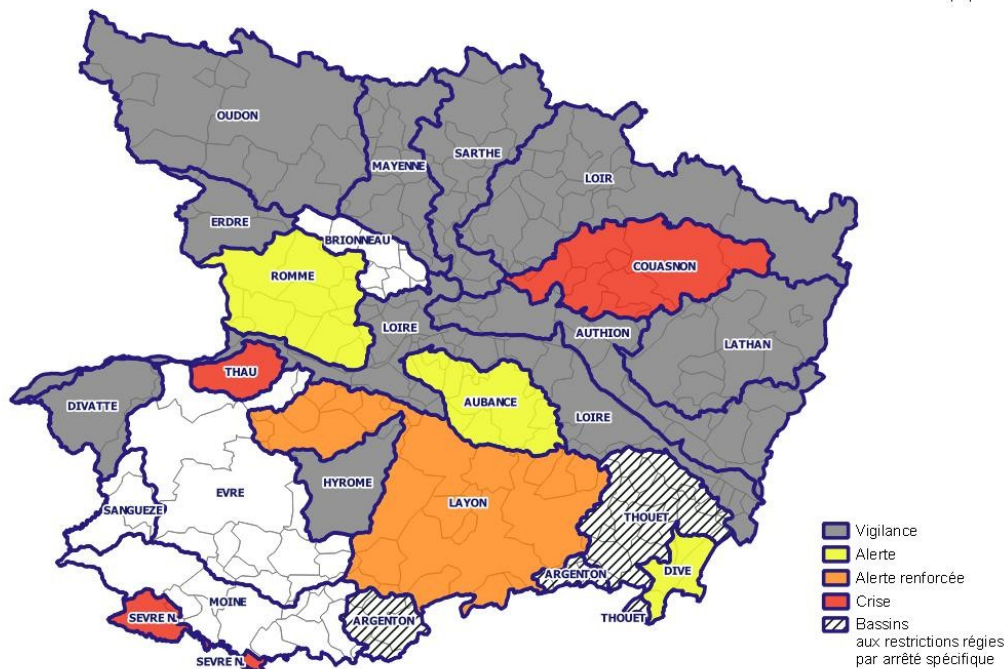 OUDON
MAYENNE
SARTHE
LOIR
ERDRE
BRIONNEAU
ROMME
COUASNON
LOIRE
AUTHION
LATHAN
THAU
DIVATTE
AUBANCE
LOIRE
EVRE
HYROME
LAYON
SANGUEZE
THOUET
ARGENTON
DIVE
MOINE
SEVRE N.
ARGENTON
THOUET
SEVRE N.
Vigilance
Alerte
Alerte renforcée
Crise
Bassins
aux restrictions régies
par arrêté spécifique